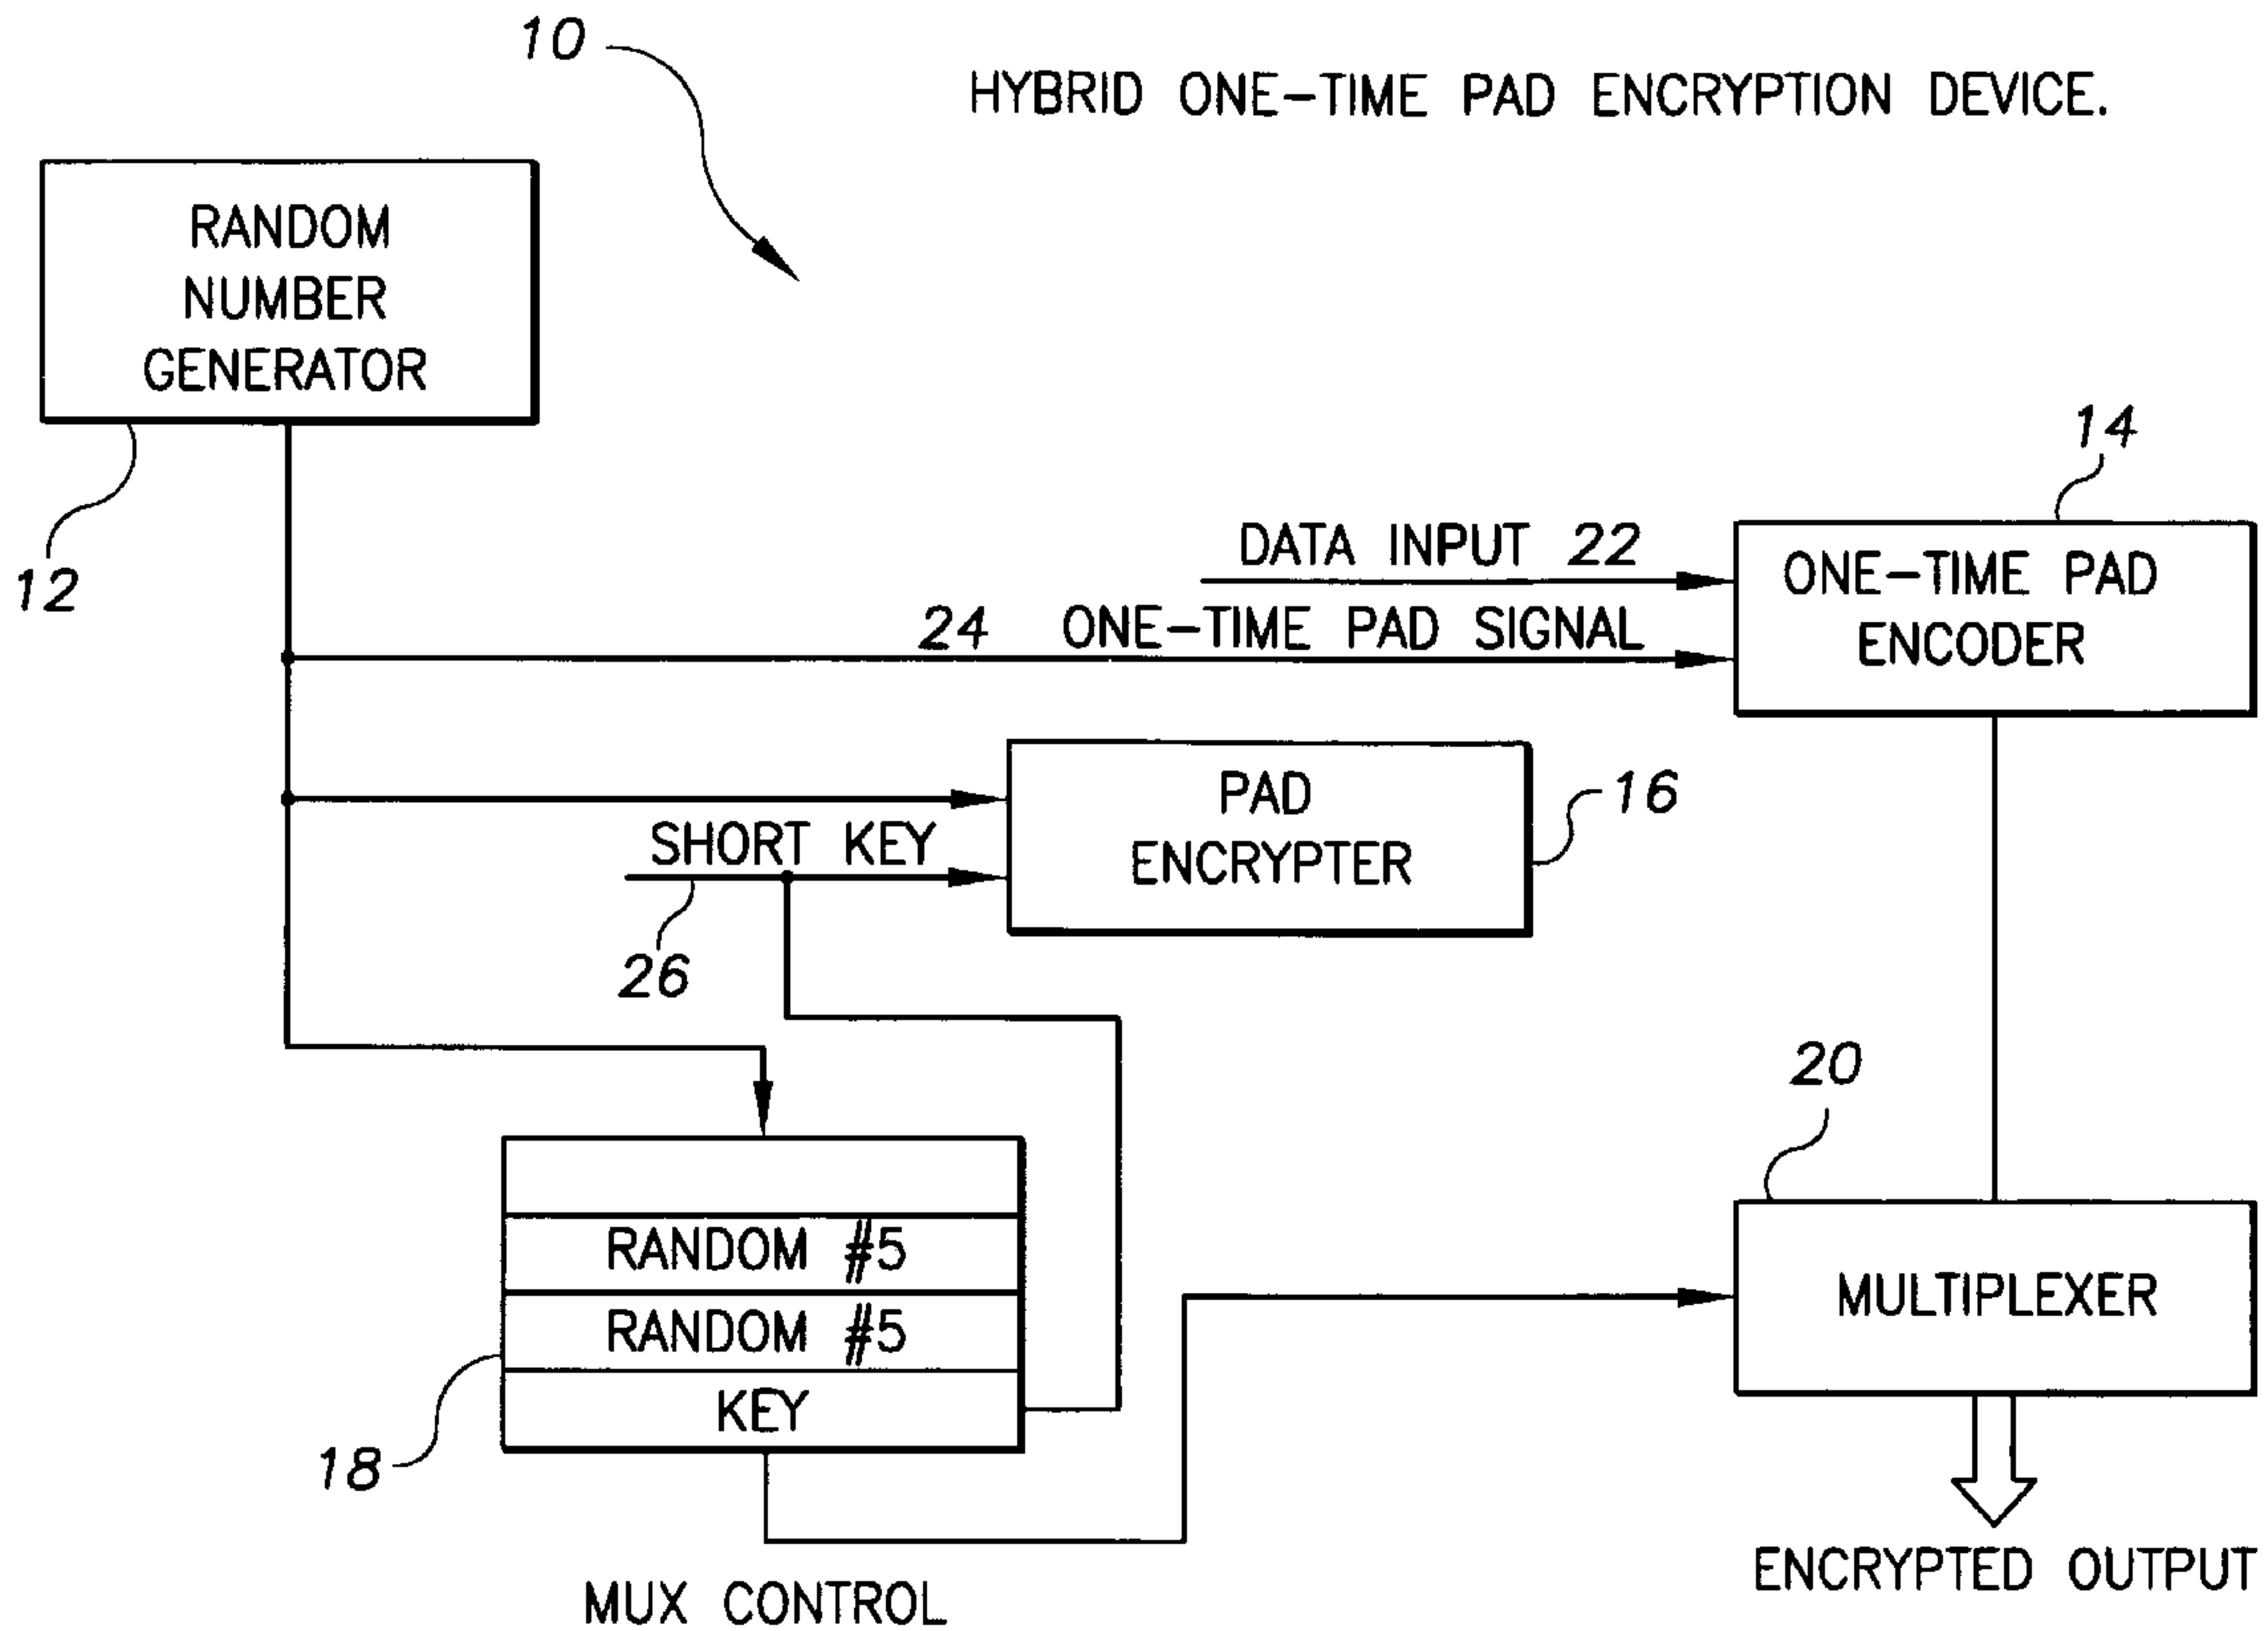 10
HYBRID ONE-TIME PAD ENCRYPTION DEVICE.
RANDOM
NUMBER
GENERATOR
12
14
DATA INPUT 22
24 ONE-TIME PAD SIGNAL
ONE-TIME PAD
ENCODER
PAD
ENCRYPTER
16
SHORT KEY
26
20
RANDOM #5
RANDOM #5
KEY
18
MULTIPLEXER
MUX CONTROL
ENCRYPTED OUTPUT